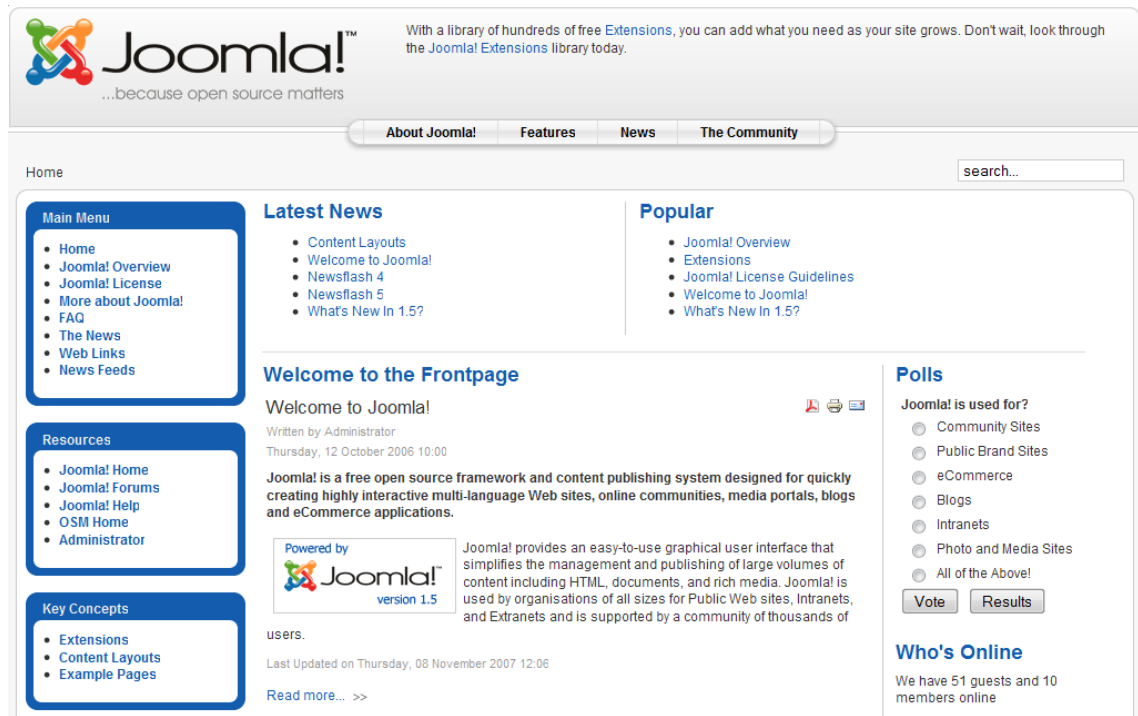 Joomla!™
...because open source matters
With a library of hundreds of free Extensions, you can add what you need as your site grows. Don't wait, look through
the Joomla! Extensions library today.
About Joomla! Features News The Community
Home
search...
Main Menu
Home
Joomla! Overview
Joomla! License
More about Joomla!
FAQ
The News
Web Links
News Feeds
Resources
Joomla! Home
Joomla! Forums
Joomla! Help
OSM Home
Administrator
Key Concepts
Extensions
Content Layouts
Example Pages
Latest News
Content Layouts
Welcome to Joomla!
Newsflash 4
Newsflash 5
What's New In 1.5?
Popular
Joomla! Overview
Extensions
Joomla! License Guidelines
Welcome to Joomla!
What's New In 1.5?
Welcome to the Frontpage
Welcome to Joomla!
Written by Administrator
Thursday, 12 October 2006 10:00
Joomla! is a free open source framework and content publishing system designed for quickly
creating highly interactive multi-language Web sites, online communities, media portals, blogs
and eCommerce applications.
Powered by
Joomla!™
version 1.5
Joomla! provides an easy-to-use graphical user interface that
simplifies the management and publishing of large volumes of
content including HTML, documents, and rich media. Joomla! is
used by organisations of all sizes for Public Web sites, Intranets,
and Extranets and is supported by a community of thousands of
users.
Last Updated on Thursday, 08 November 2007 12:06
Read more... >>
Polls
Joomla! is used for?
Community Sites
Public Brand Sites
eCommerce
Blogs
Intranets
Photo and Media Sites
All of the Above!
Vote Results
Who's Online
We have 51 guests and 10
members online